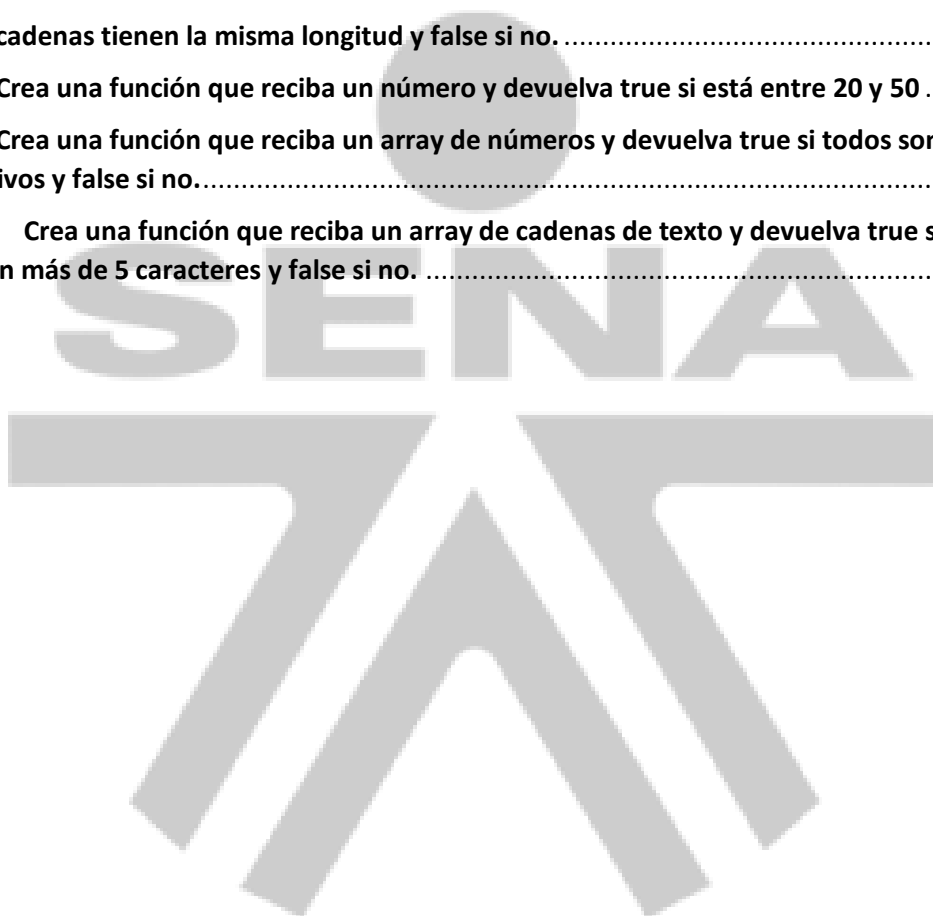 cadenas tienen la misma longitud y false si no.
Crea una función que reciba un número y devuelva true si está entre 20 y 50
Crea una función que reciba un array de números y devuelva true si todos son
ivos y false si no.
Crea una función que reciba un array de cadenas de texto y devuelva true s
n más de 5 caracteres y false si no.
SENA